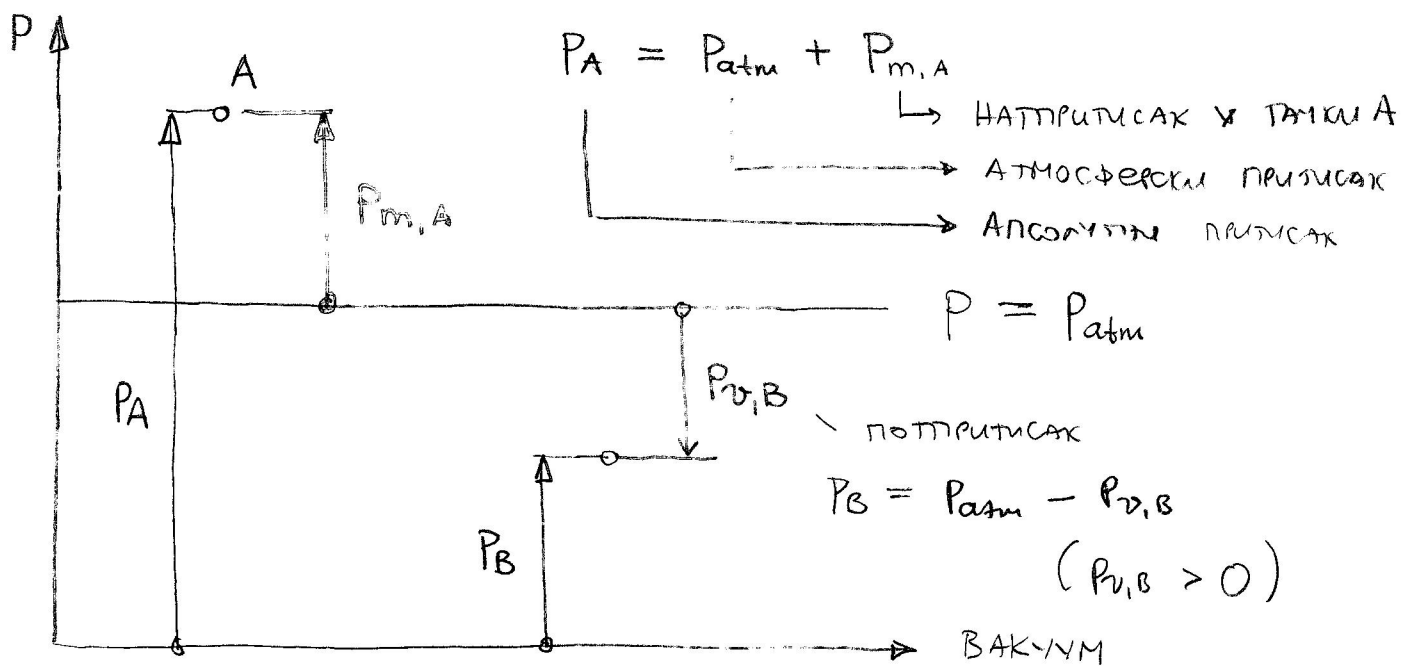 P
A
P_A = P_atm + P_m,A
НАТПРИТИСАК У ТАЧКИ А
АТМОСФЕРСКИ ПРИТИСАК
АПСОЛУТНИ ПРИТИСАК
P_m,A
P = P_atm
P_A
P_v,B
ПОТПРИТИСАК
P_B = P_atm - P_v,B
P_B
(P_v,B > 0)
ВАКУУМ